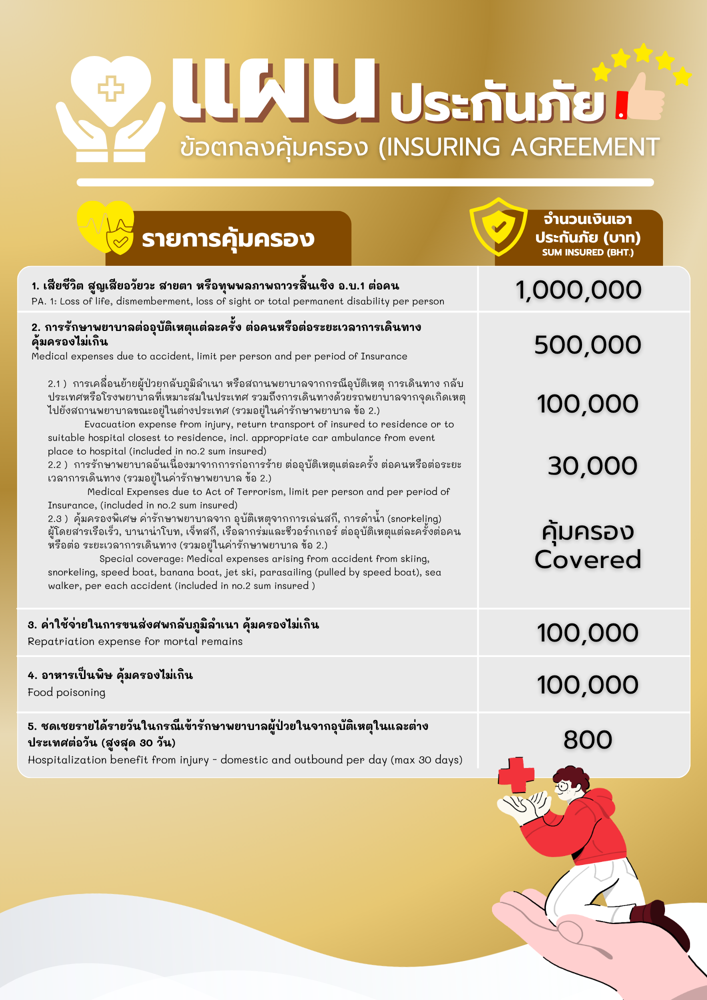 แผน ประกันภัย
ข้อตกลงคุ้มครอง (INSURING AGREEMENT
รายการคุ้มครอง
จำนวนเงินเอา
ประกันภัย (บาท)
SUM INSURED (BHT.)
1. เสียชีวิต สูญเสียอวัยวะ สายตา หรือทุพพลภาพถาวรสิ้นเชิง อ.บ.1 ต่อคน
PA. 1: Loss of life, dismemberment, loss of sight or total permanent disability per person
1,000,000
2. การรักษาพยาบาลต่ออุบัติเหตุแต่ละครั้ง ต่อคนหรือต่อระยะเวลาการเดินทาง
คุ้มครองไม่เกิน
Medical expenses due to accident, limit per person and per period of Insurance
500,000
2.1 ) การเคลื่อนย้ายผู้ป่วยกลับภูมิลำเนา หรือสถานพยาบาลจากกรณีอุบัติเหตุ การเดินทาง กลับ
ประเทศหรือโรงพยาบาลที่เหมาะสมในประเทศ รวมถึงการเดินทางด้วยรถพยาบาลจากจุดเกิดเหตุ
ไปยังสถานพยาบาลขณะอยู่ในต่างประเทศ (รวมอยู่ในค่ารักษาพยาบาล ข้อ 2.)
Evacuation expense from injury, return transport of insured to residence or to
suitable hospital closest to residence, incl. appropriate car ambulance from event
place to hospital (included in no.2 sum insured)
100,000
2.2 ) การรักษาพยาบาลอันเนื่องมาจากการก่อการร้าย ต่ออุบัติเหตุแต่ละครั้ง ต่อคนหรือต่อระยะ
เวลาการเดินทาง (รวมอยู่ในค่ารักษาพยาบาล ข้อ 2.)
Medical Expenses due to Act of Terrorism, limit per person and per period of
Insurance, (included in no.2 sum insured)
30,000
2.3 ) คุ้มครองพิเศษ ค่ารักษาพยาบาลจาก อุบัติเหตุจากการเล่นสกี, การดำน้ำ (snorkeling)
ผู้โดยสารเรือเร็ว, บานาน่าโบท, เจ็ทสกี, เรือลากร่มและซีวอร์กเกอร์ ต่ออุบัติเหตุแต่ละครั้งต่อคน
หรือต่อ ระยะเวลาการเดินทาง (รวมอยู่ในค่ารักษาพยาบาล ข้อ 2.)
Special coverage: Medical expenses arising from accident from skiing,
snorkeling, speed boat, banana boat, jet ski, parasailing (pulled by speed boat), sea
walker, per each accident (included in no.2 sum insured )
คุ้มครอง
Covered
3. ค่าใช้จ่ายในการขนส่งศพกลับภูมิลำเนา คุ้มครองไม่เกิน
Repatriation expense for mortal remains
100,000
4. อาหารเป็นพิษ คุ้มครองไม่เกิน
Food poisoning
100,000
5. ชดเชยรายได้รายวันในกรณีเข้ารักษาพยาบาลผู้ป่วยในจากอุบัติเหตุในและต่าง
ประเทศต่อวัน (สูงสุด 30 วัน)
Hospitalization benefit from injury - domestic and outbound per day (max 30 days)
800